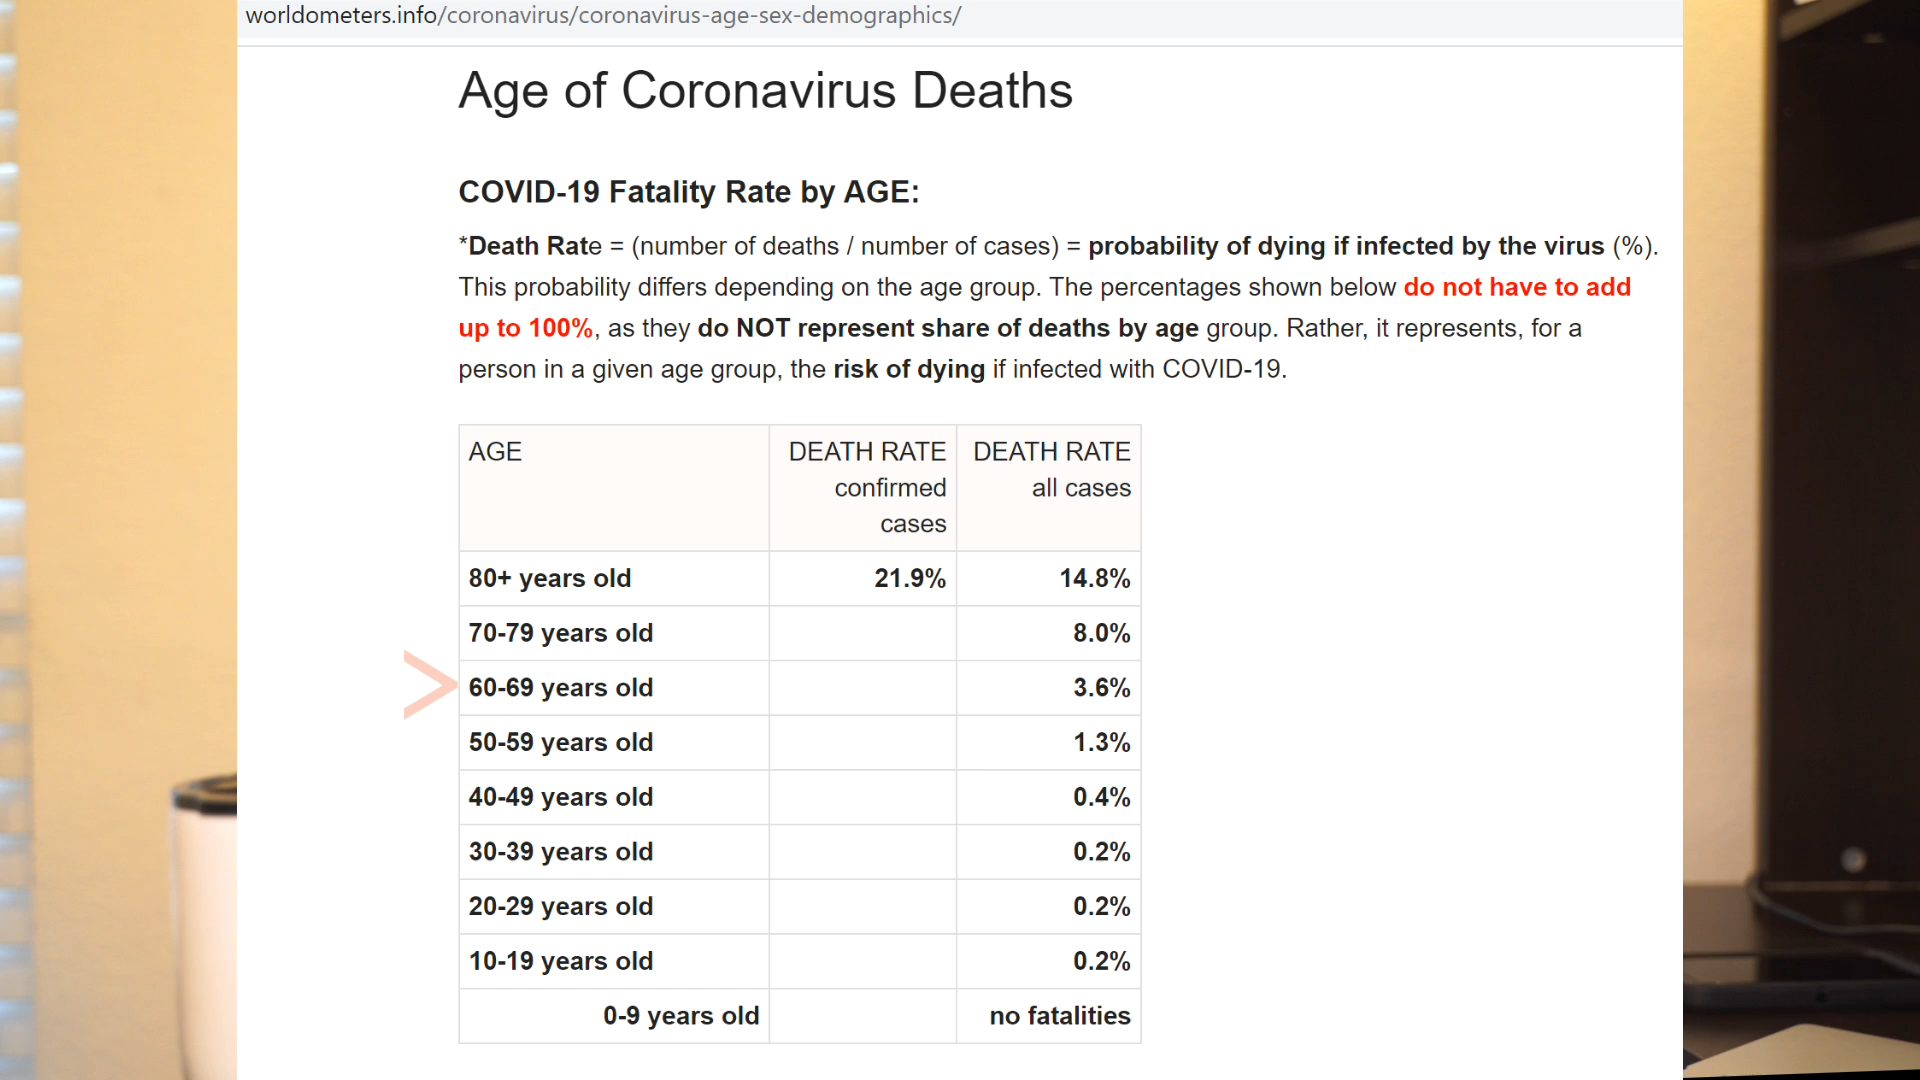 worldometers.info/coronavirus/coronavirus-age-sex-demographics/
Age of Coronavirus Deaths
COVID-19 Fatality Rate by AGE:
*Death Rate = (number of deaths / number of cases) = probability of dying if infected by the virus (%).
This probability differs depending on the age group. The percentages shown below do not have to add
up to 100%, as they do NOT represent share of deaths by age group. Rather, it represents, for a
person in a given age group, the risk of dying if infected with COVID-19.
AGE DEATH RATE confirmed cases DEATH RATE all cases
80+ years old 21.9% 14.8%
70-79 years old 8.0%
60-69 years old 3.6%
50-59 years old 1.3%
40-49 years old 0.4%
30-39 years old 0.2%
20-29 years old 0.2%
10-19 years old 0.2%
0-9 years old no fatalities